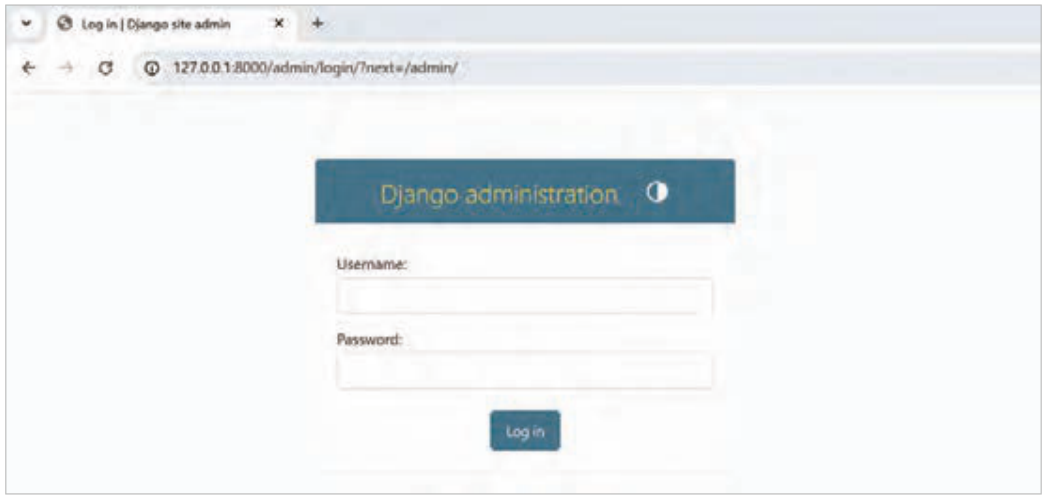 Log in | Django site admin
127.0.0.1:8000/admin/login/?next=/admin/
Django administration
Username:
Password:
Log in